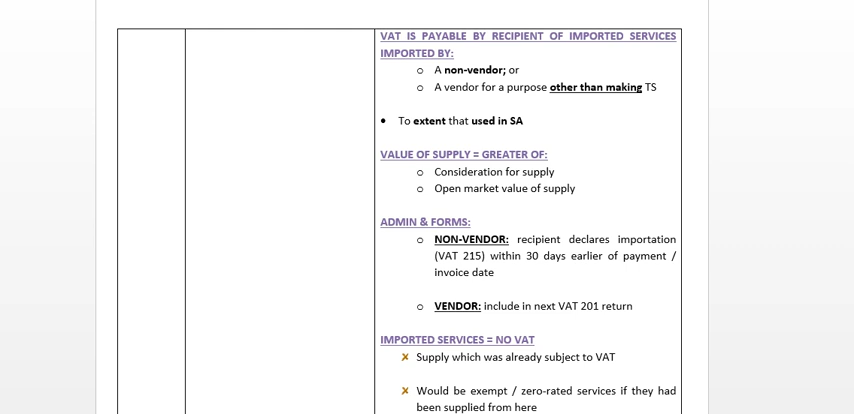 VAT IS PAYABLE BY RECIPIENT OF IMPORTED SERVICES
IMPORTED BY:
o A non-vendor; or
o A vendor for a purpose other than making TS
• To extent that used in SA
VALUE OF SUPPLY = GREATER OF:
o Consideration for supply
o Open market value of supply
ADMIN & FORMS:
o NON-VENDOR: recipient declares importation
(VAT 215) within 30 days earlier of payment /
invoice date
o VENDOR: include in next VAT 201 return
IMPORTED SERVICES = NO VAT
✗ Supply which was already subject to VAT
✗ Would be exempt / zero-rated services if they had
been supplied from here